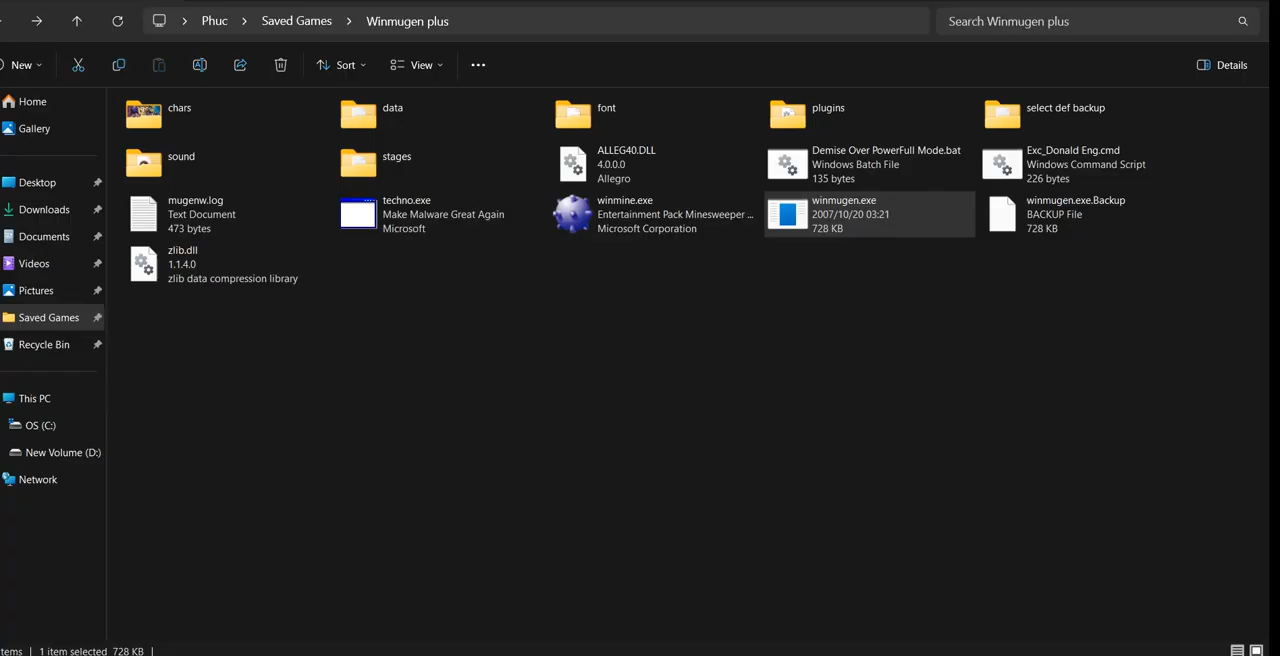 Phuc
Saved Games
Winmugen plus
Search Winmugen plus
New
Sort
View
Details
Home
Gallery
Desktop
Downloads
Documents
Videos
Pictures
Saved Games
Recycle Bin
This PC
OS (C:)
New Volume (D:)
Network
chars
data
font
plugins
select def backup
sound
stages
ALLEG40.DLL
4.0.0.0
Allegro
Demise Over PowerFull Mode.bat
Windows Batch File
135 bytes
Exc_Donald Eng.cmd
Windows Command Script
226 bytes
mugenw.log
Text Document
473 bytes
techno.exe
Make Malware Great Again
Microsoft
winmine.exe
Entertainment Pack Minesweeper ...
Microsoft Corporation
winmugen.exe
2007/10/20 03:21
728 KB
winmugen.exe.Backup
BACKUP File
728 KB
zlib.dll
1.1.4.0
zlib data compression library
tems | 1 item selected 728 KB |